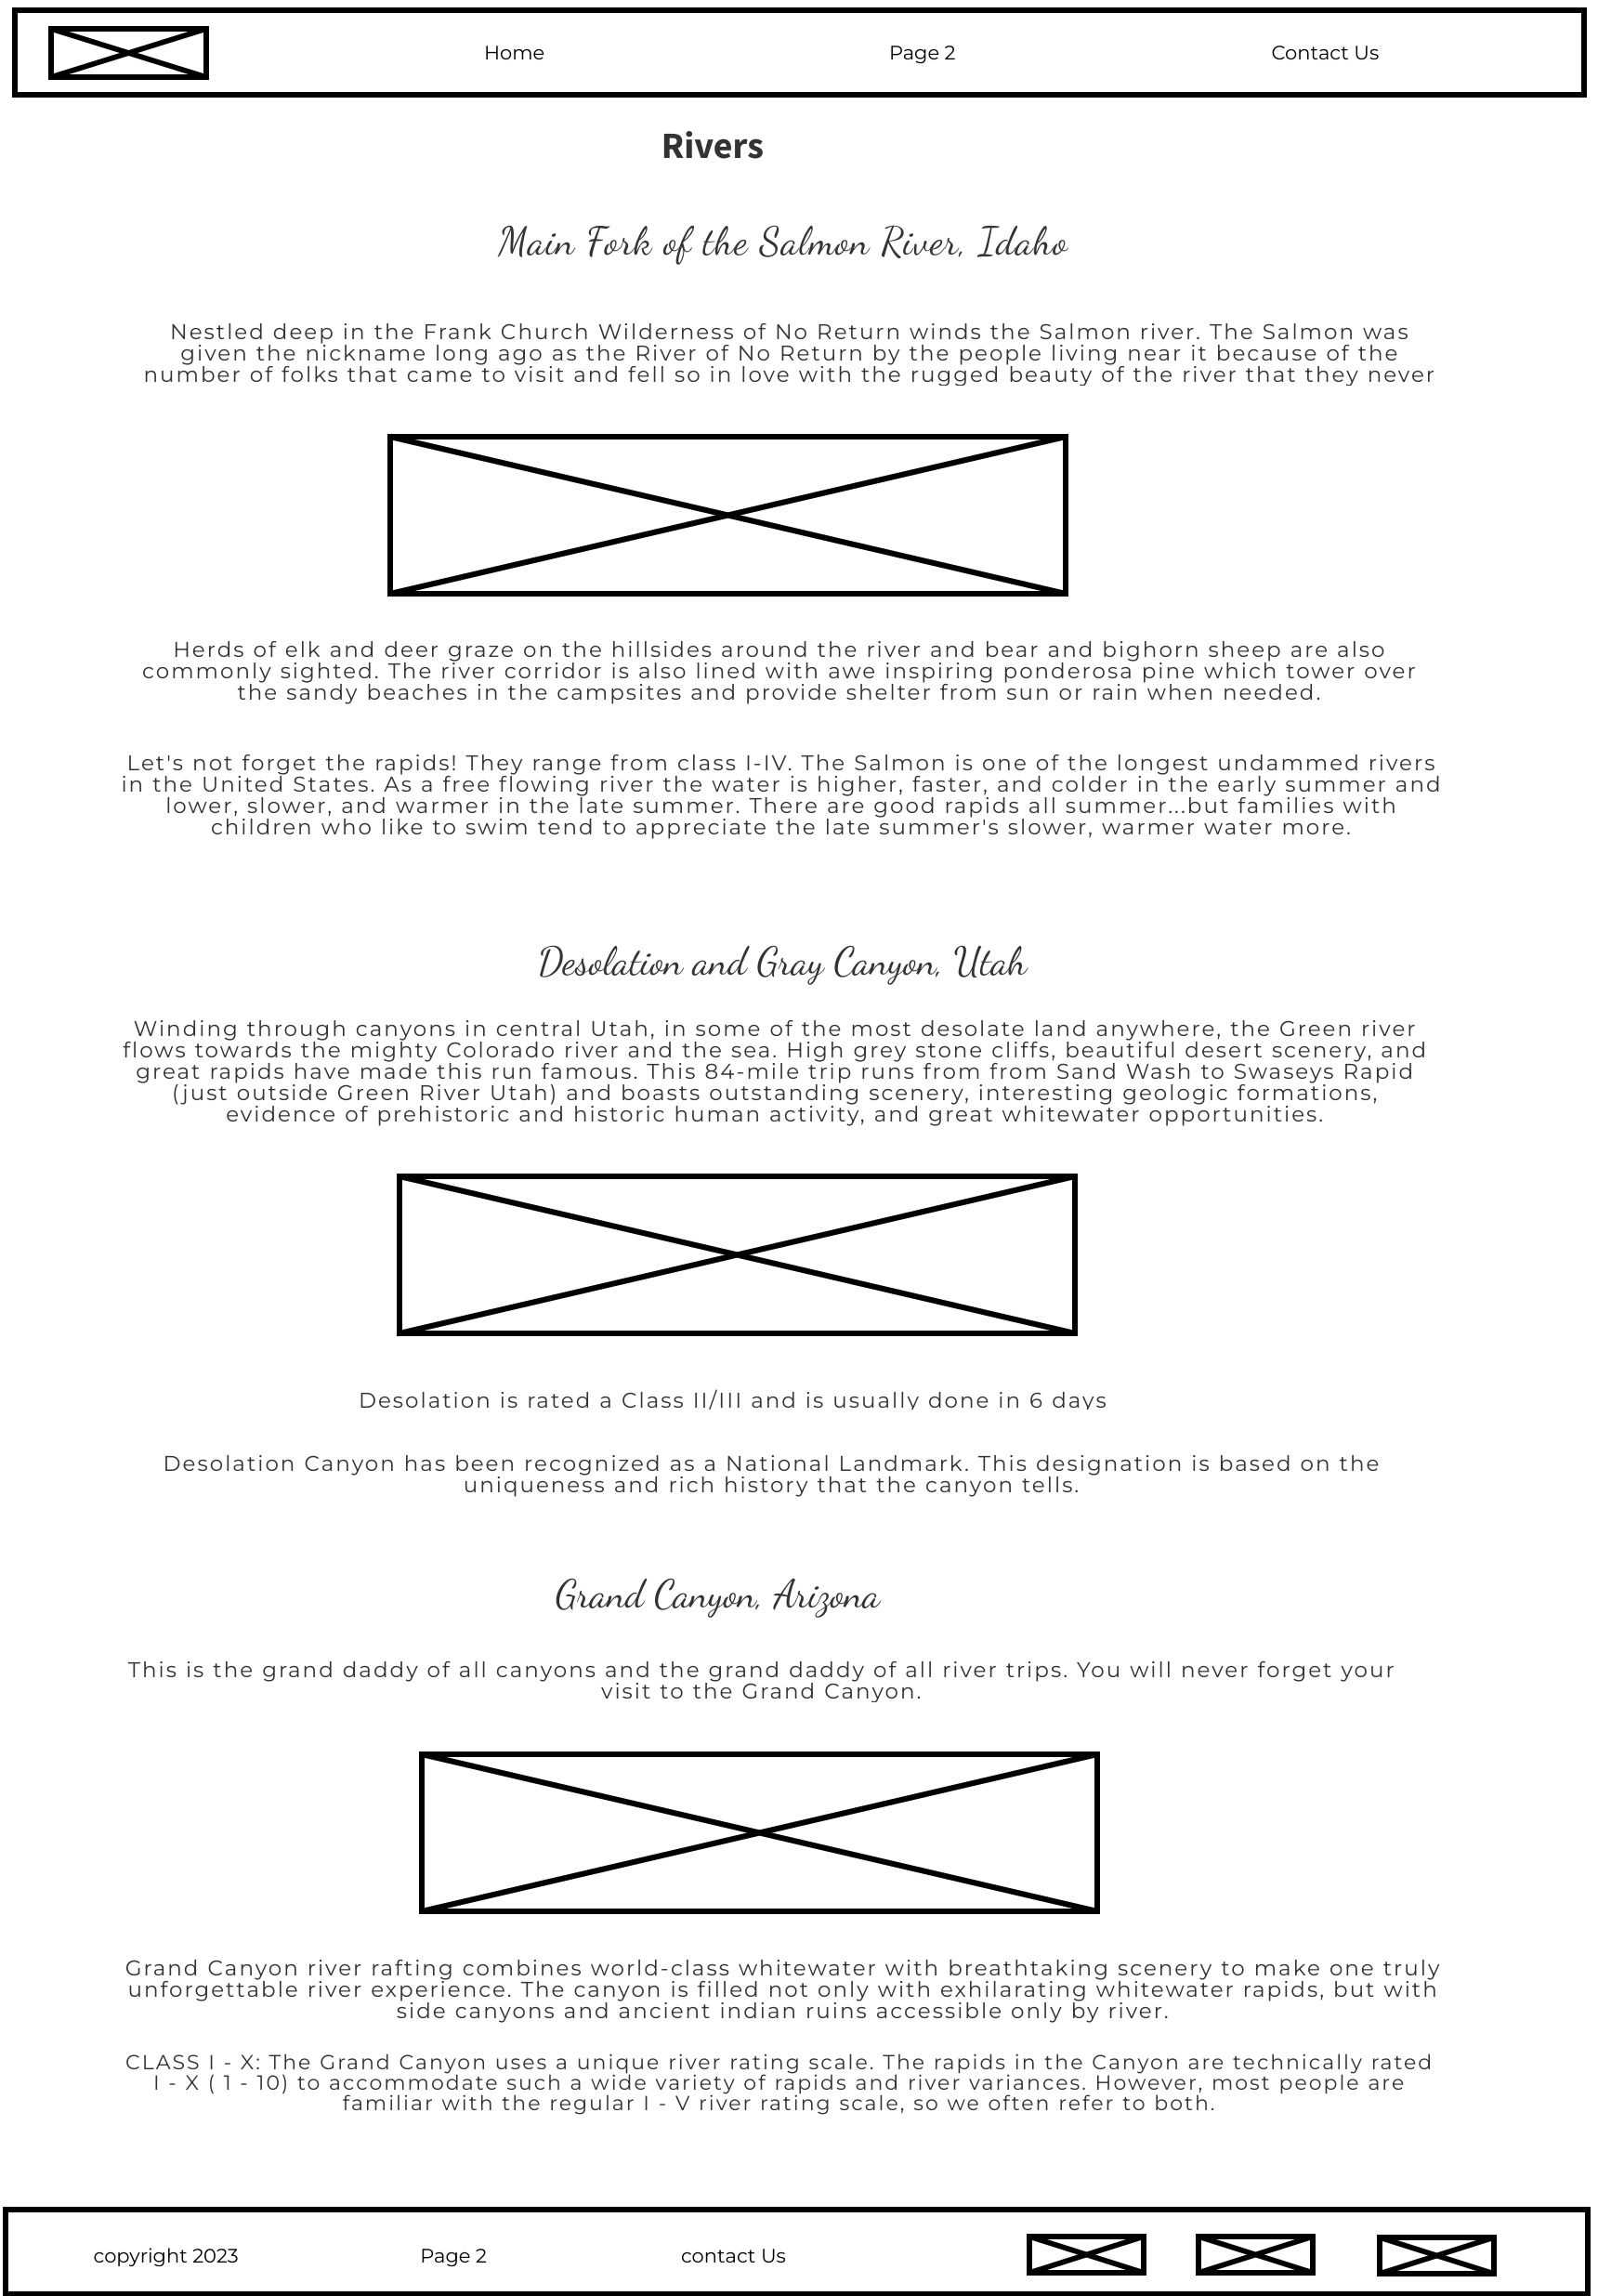 Home Page 2 Contact Us
Rivers
Main Fork of the Salmon River, Idaho
Nestled deep in the Frank Church Wilderness of No Return winds the Salmon river. The Salmon was
given the nickname long ago as the River of No Return by the people living near it because of the
number of folks that came to visit and fell so in love with the rugged beauty of the river that they never
Herds of elk and deer graze on the hillsides around the river and bear and bighorn sheep are also
commonly sighted. The river corridor is also lined with awe inspiring ponderosa pine which tower over
the sandy beaches in the campsites and provide shelter from sun or rain when needed.
Let's not forget the rapids! They range from class I-IV. The Salmon is one of the longest undammed rivers
in the United States. As a free flowing river the water is higher, faster, and colder in the early summer and
lower, slower, and warmer in the late summer. There are good rapids all summer...but families with
children who like to swim tend to appreciate the late summer's slower, warmer water more.
Desolation and Gray Canyon, Utah
Winding through canyons in central Utah, in some of the most desolate land anywhere, the Green river
flows towards the mighty Colorado river and the sea. High grey stone cliffs, beautiful desert scenery, and
great rapids have made this run famous. This 84-mile trip runs from from Sand Wash to Swaseys Rapid
(just outside Green River Utah) and boasts outstanding scenery, interesting geologic formations,
evidence of prehistoric and historic human activity, and great whitewater opportunities.
Desolation is rated a Class II/III and is usually done in 6 days
Desolation Canyon has been recognized as a National Landmark. This designation is based on the
uniqueness and rich history that the canyon tells.
Grand Canyon, Arizona
This is the grand daddy of all canyons and the grand daddy of all river trips. You will never forget your
visit to the Grand Canyon.
Grand Canyon river rafting combines world-class whitewater with breathtaking scenery to make one truly
unforgettable river experience. The canyon is filled not only with exhilarating whitewater rapids, but with
side canyons and ancient indian ruins accessible only by river.
CLASS I - X: The Grand Canyon uses a unique river rating scale. The rapids in the Canyon are technically rated
I - X ( 1 - 10) to accommodate such a wide variety of rapids and river variances. However, most people are
familiar with the regular I - V river rating scale, so we often refer to both.
copyright 2023 Page 2 contact Us